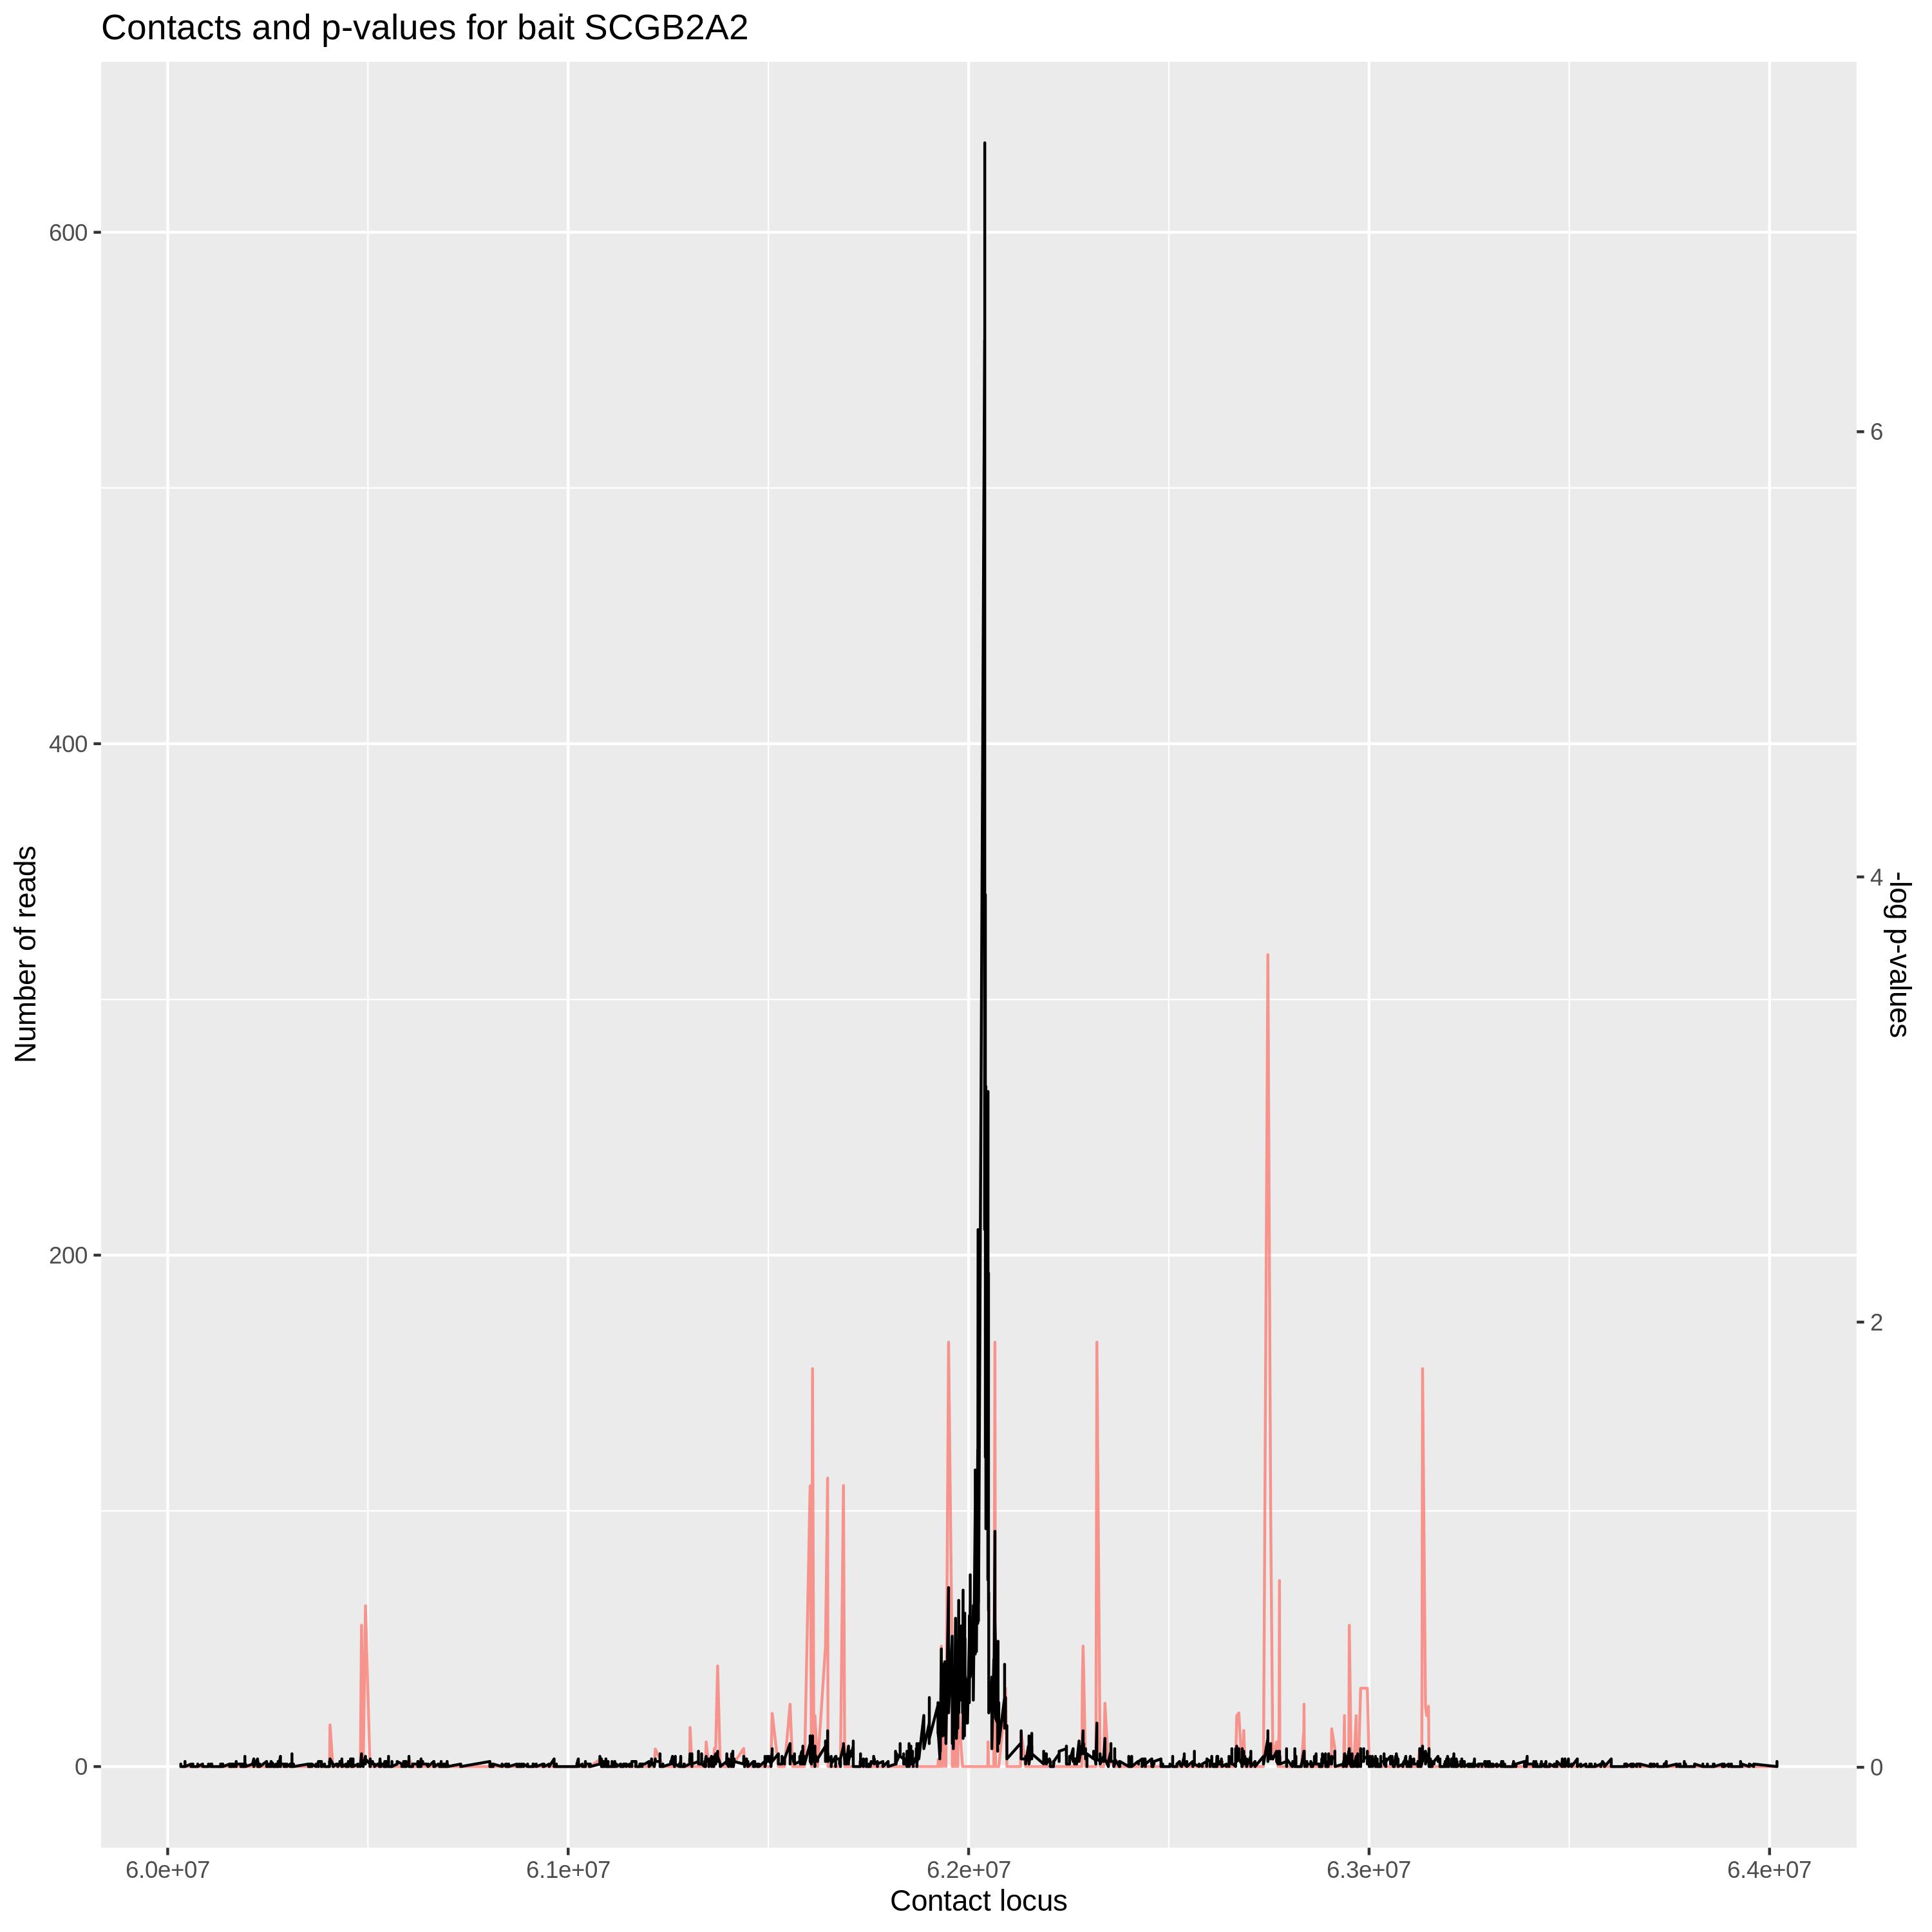 Contacts and p-values for bait SCGB2A2
600
400
200
0
Number of reads
6
4
2
0
-log p-values
6.0e+07
6.1e+07
6.2e+07
6.3e+07
6.4e+07
Contact locus